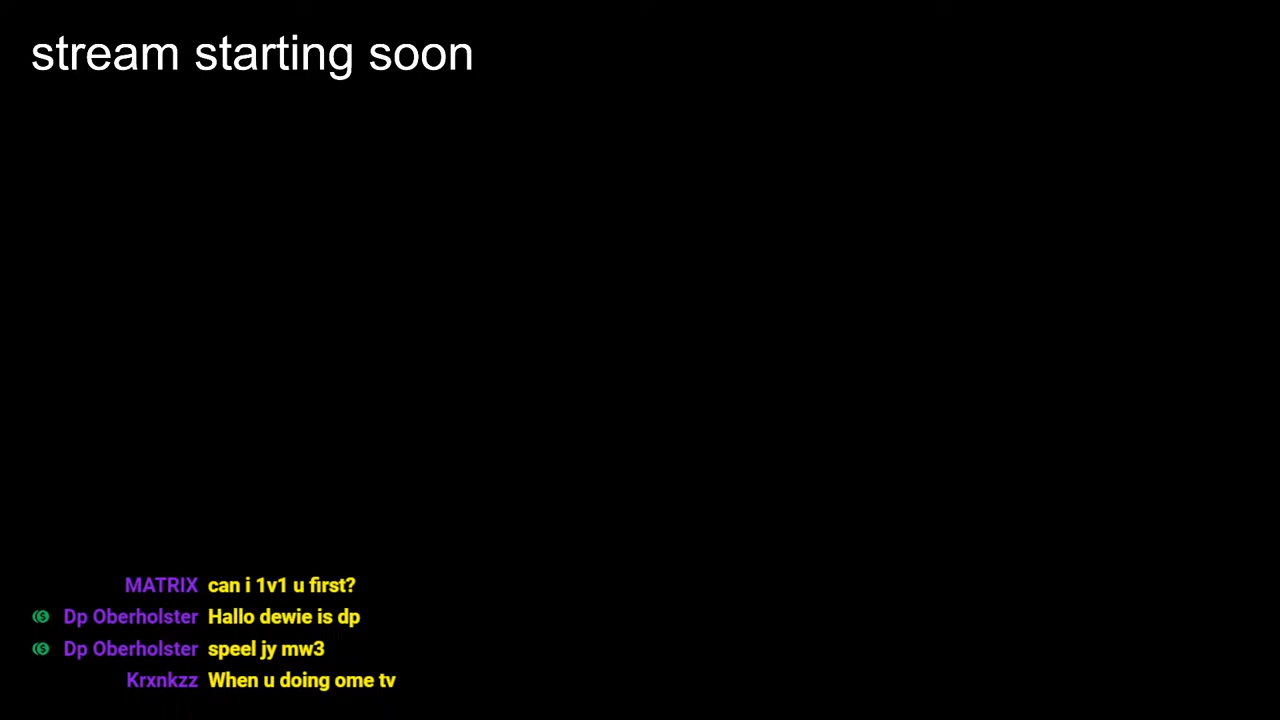 stream starting soon
MATRIX can i 1v1 u first?
Dp Oberholster Hallo dewie is dp
Dp Oberholster speel jy mw3
Krxnkzz When u doing ome tv